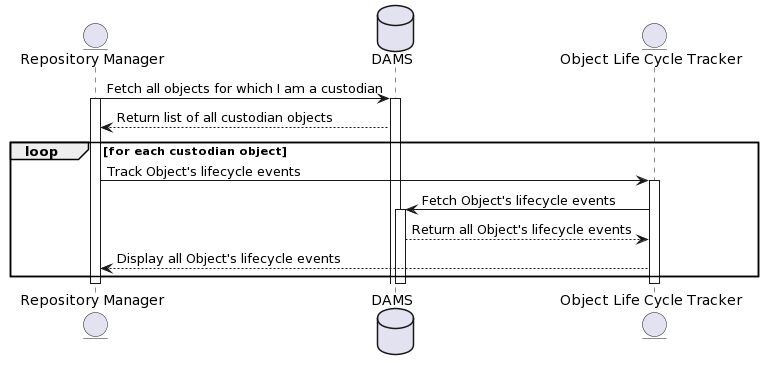 Repository Manager
DAMS
Object Life Cycle Tracker
Fetch all objects for which I am a custodian
Return list of all custodian objects
loop
[for each custodian object]
Track Object's lifecycle events
Fetch Object's lifecycle events
Return all Object's lifecycle events
Display all Object's lifecycle events
Repository Manager
DAMS
Object Life Cycle Tracker